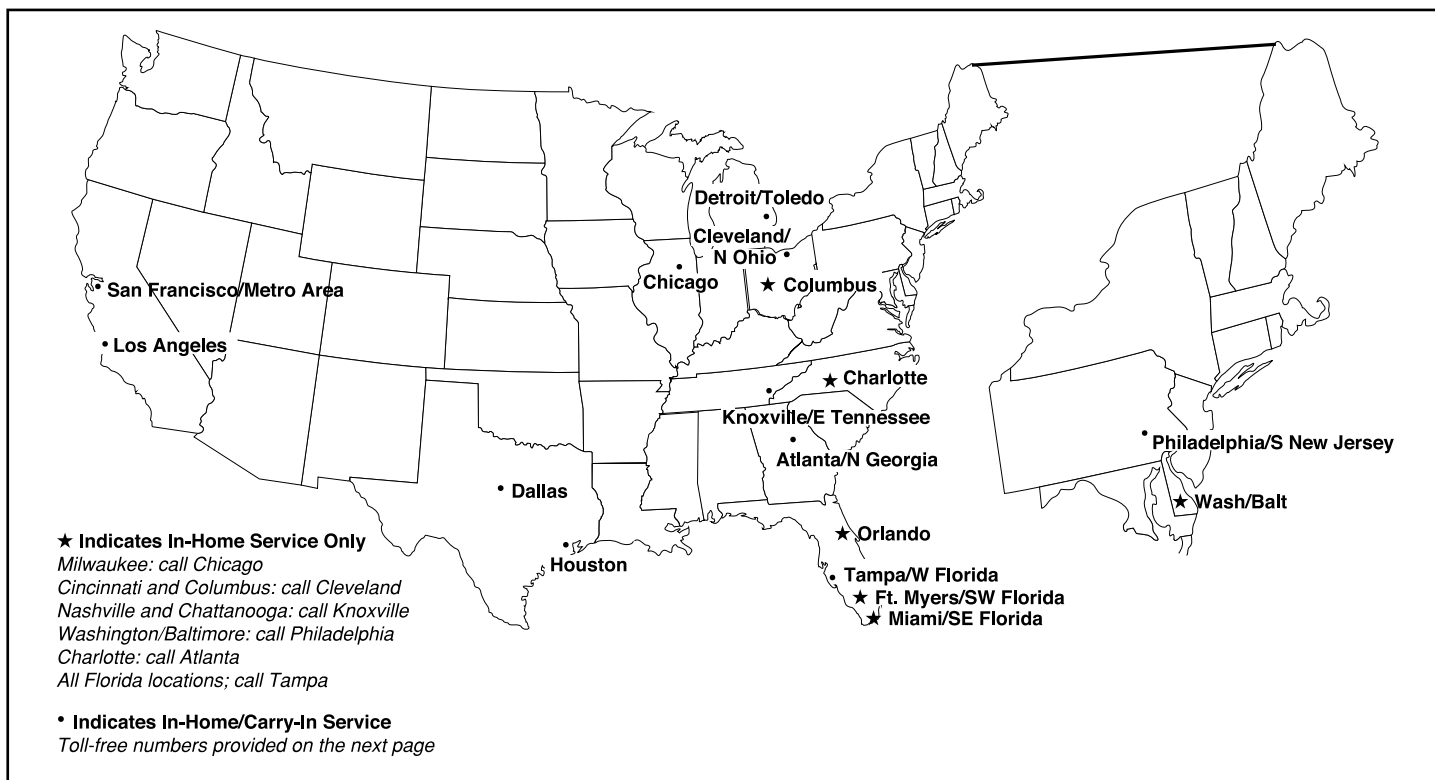 Detroit/Toledo
Cleveland/
N Ohio
Chicago
★ Columbus
San Francisco/Metro Area
Los Angeles
★ Charlotte
Knoxville/E Tennessee
Atlanta/N Georgia
Philadelphia/S New Jersey
Dallas
★ Wash/Balt
Houston
★ Orlando
Tampa/W Florida
★ Ft. Myers/SW Florida
★ Miami/SE Florida
★ Indicates In-Home Service Only
Milwaukee: call Chicago
Cincinnati and Columbus: call Cleveland
Nashville and Chattanooga: call Knoxville
Washington/Baltimore: call Philadelphia
Charlotte: call Atlanta
All Florida locations; call Tampa
• Indicates In-Home/Carry-In Service
Toll-free numbers provided on the next page